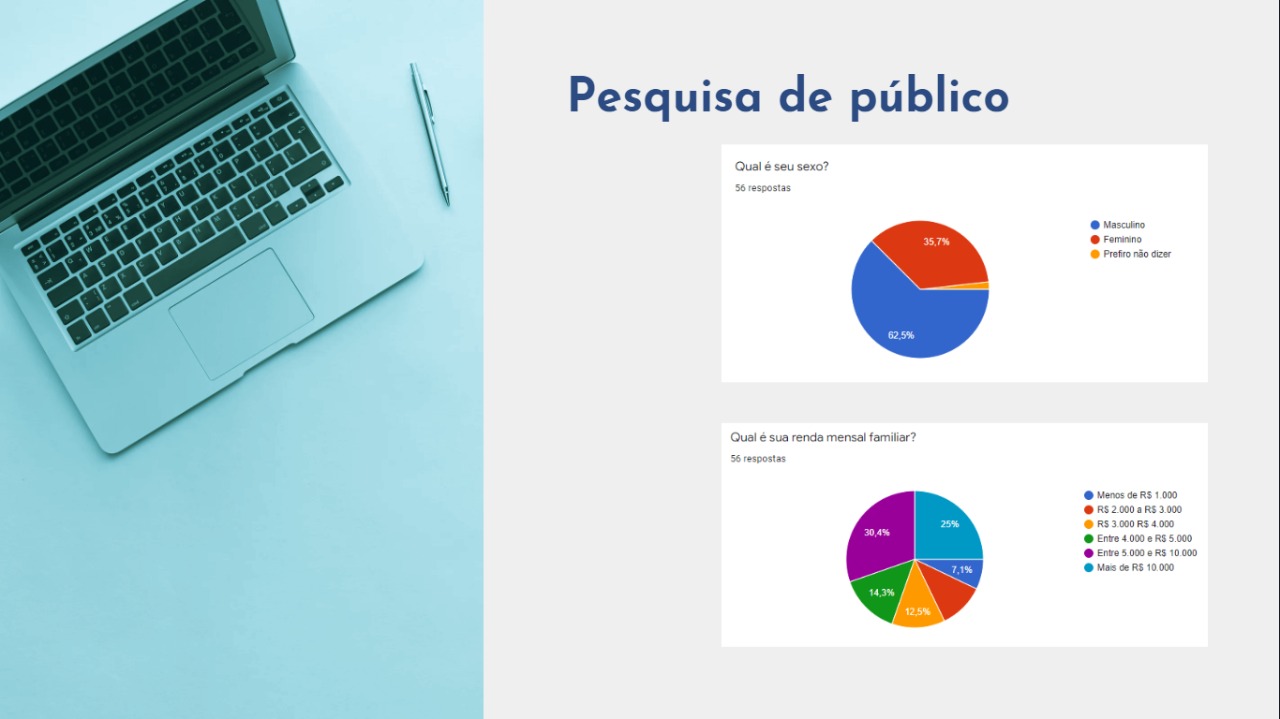 Pesquisa de público
Qual é seu sexo?
56 respostas
35,7%
62,5%
Masculino
Feminino
Prefiro não dizer
Qual é sua renda mensal familiar?
56 respostas
30,4%
25%
7,1%
14,3%
12,5%
Menos de R$ 1.000
R$ 2.000 a R$ 3.000
R$ 3.000 R$ 4.000
Entre 4.000 e R$ 5.000
Entre 5.000 e R$ 10.000
Mais de R$ 10.000